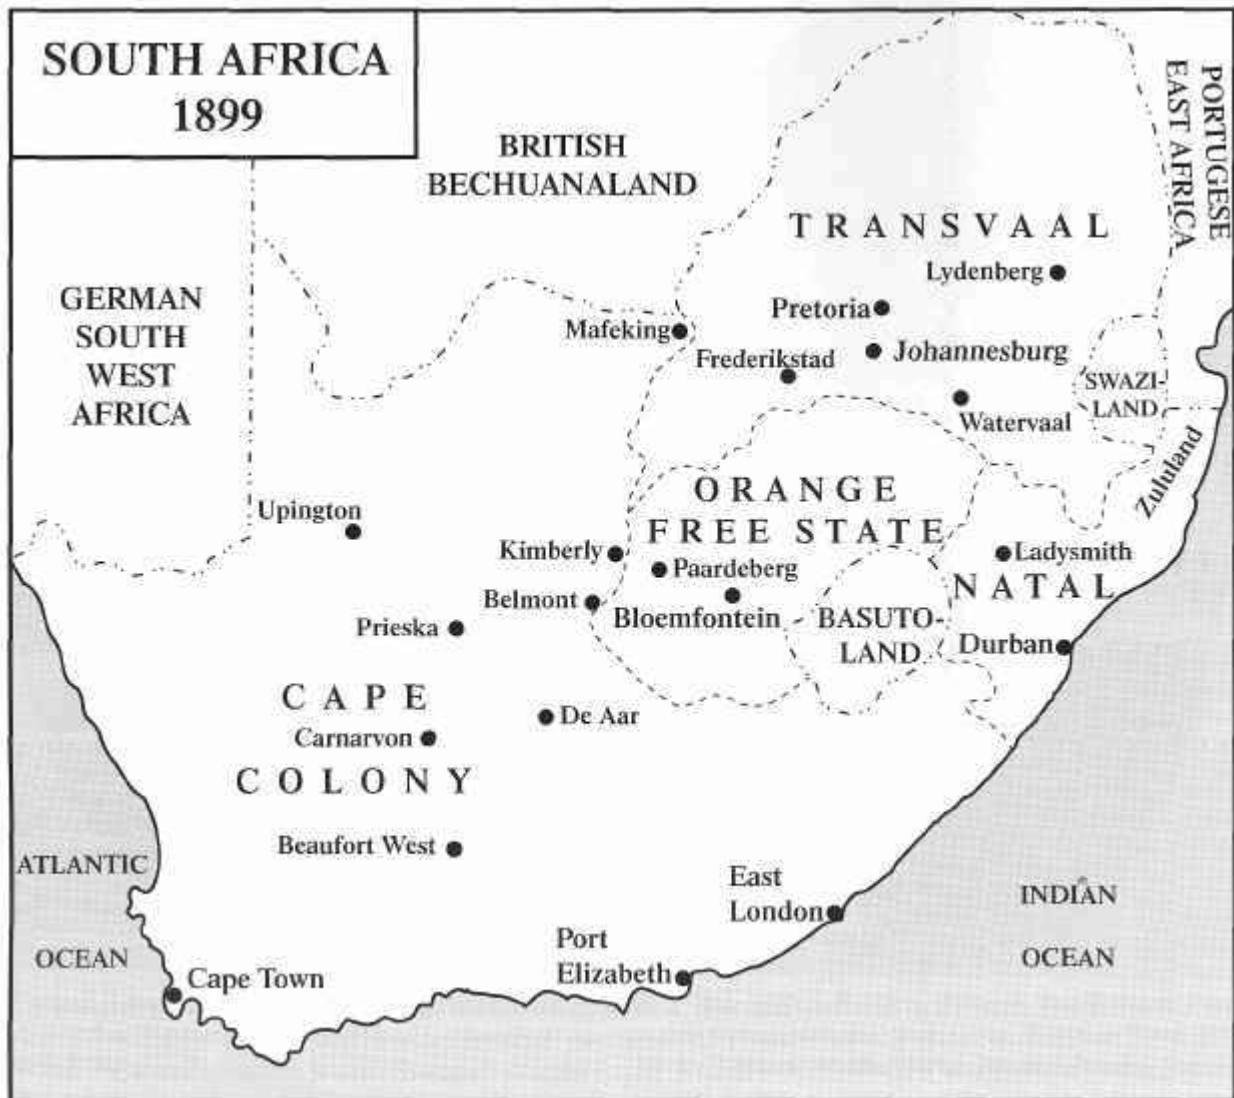 SOUTH AFRICA
1899
BRITISH
BECHUANALAND
PORTUGESE
EAST AFRICA
TRANSVAAL
Lydenberg
GERMAN
SOUTH
WEST
AFRICA
Pretoria
Mafeking
Johannesburg
Frederikstad
SWAZI-
LAND
Watervaal
Zululand
ORANGE
FREE STATE
Upington
Kimberly
Ladysmith
Paardeberg
NATAL
Belmont
Bloemfontein
BASUTO-
LAND
Prieska
Durban
CAPE
De Aar
Carnarvon
COLONY
Beaufort West
ATLANTIC
OCEAN
East
London
INDIAN
OCEAN
Port
Elizabeth
Cape Town